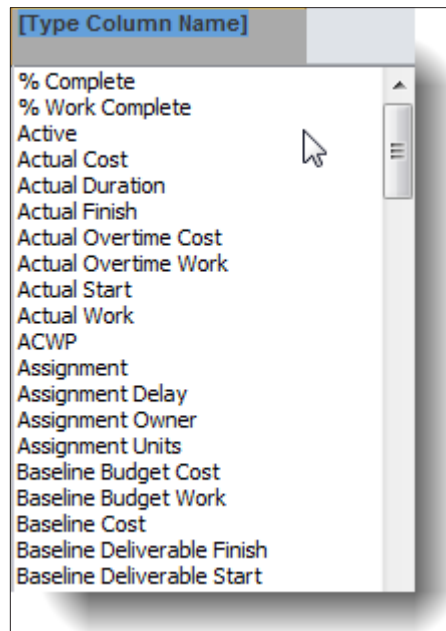 [Type Column Name]
% Complete
% Work Complete
Active
Actual Cost
Actual Duration
Actual Finish
Actual Overtime Cost
Actual Overtime Work
Actual Start
Actual Work
ACWP
Assignment
Assignment Delay
Assignment Owner
Assignment Units
Baseline Budget Cost
Baseline Budget Work
Baseline Cost
Baseline Deliverable Finish
Baseline Deliverable Start